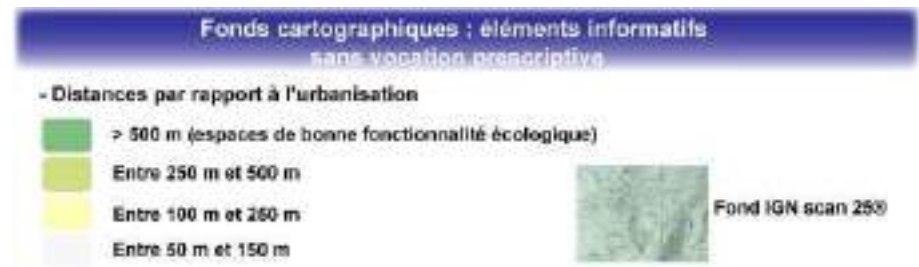 Fonds cartographiques : éléments informatifs
sans vocation prescriptive
- Distances par rapport à l'urbanisation
> 500 m (espaces de bonne fonctionnalité écologique)
Entre 250 m et 500 m
Entre 100 m et 250 m
Entre 50 m et 150 m
Fond IGN scan 25®